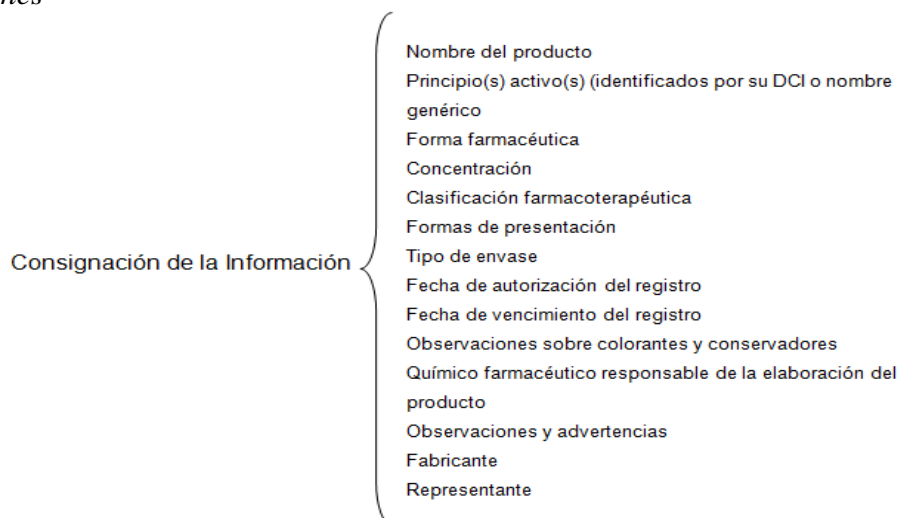 nes
Nombre del producto
Principio(s) activo(s) (identificados por su DCI o nombre
genérico
Forma farmacéutica
Concentración
Clasificación farmacoterapéutica
Formas de presentación
Consignación de la Información
Tipo de envase
Fecha de autorización del registro
Fecha de vencimiento del registro
Observaciones sobre colorantes y conservadores
Químico farmacéutico responsable de la elaboración del
producto
Observaciones y advertencias
Fabricante
Representante